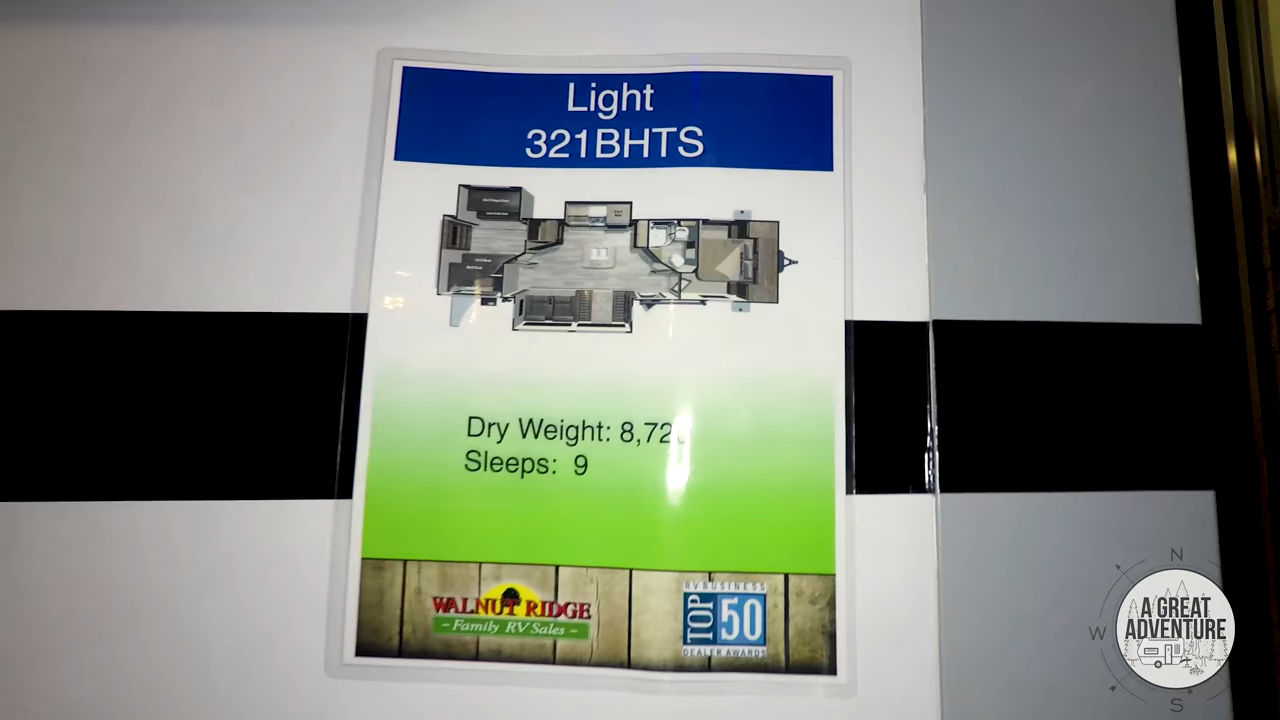 Light
321BHTS
Dry Weight:
Sleeps: 9
WALNUT RIDGE
- Family RV Sales -
RV BUSINESS
TOP 50
DEALER AWARDS
N
W
S
A GREAT
ADVENTURE